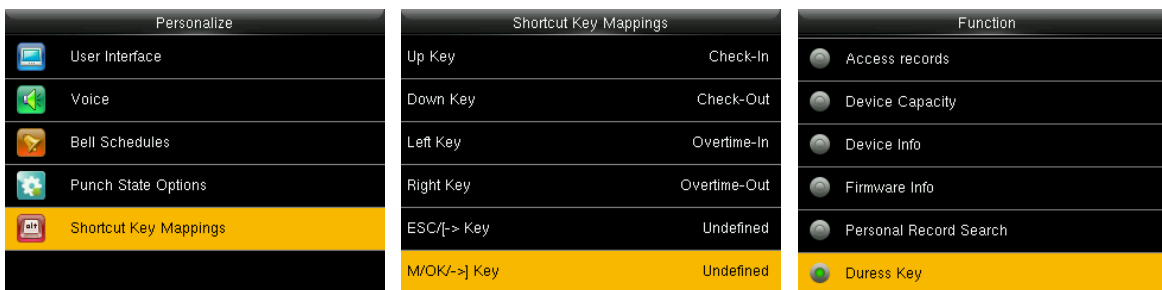 Personalize
User Interface
Voice
Bell Schedules
Punch State Options
alt
Shortcut Key Mappings
Shortcut Key Mappings
Up Key Check-In
Down Key Check-Out
Left Key Overtime-In
Right Key Overtime-Out
ESC/[-> Key Undefined
M/OK/->] Key Undefined
Function
Access records
Device Capacity
Device Info
Firmware Info
Personal Record Search
Duress Key